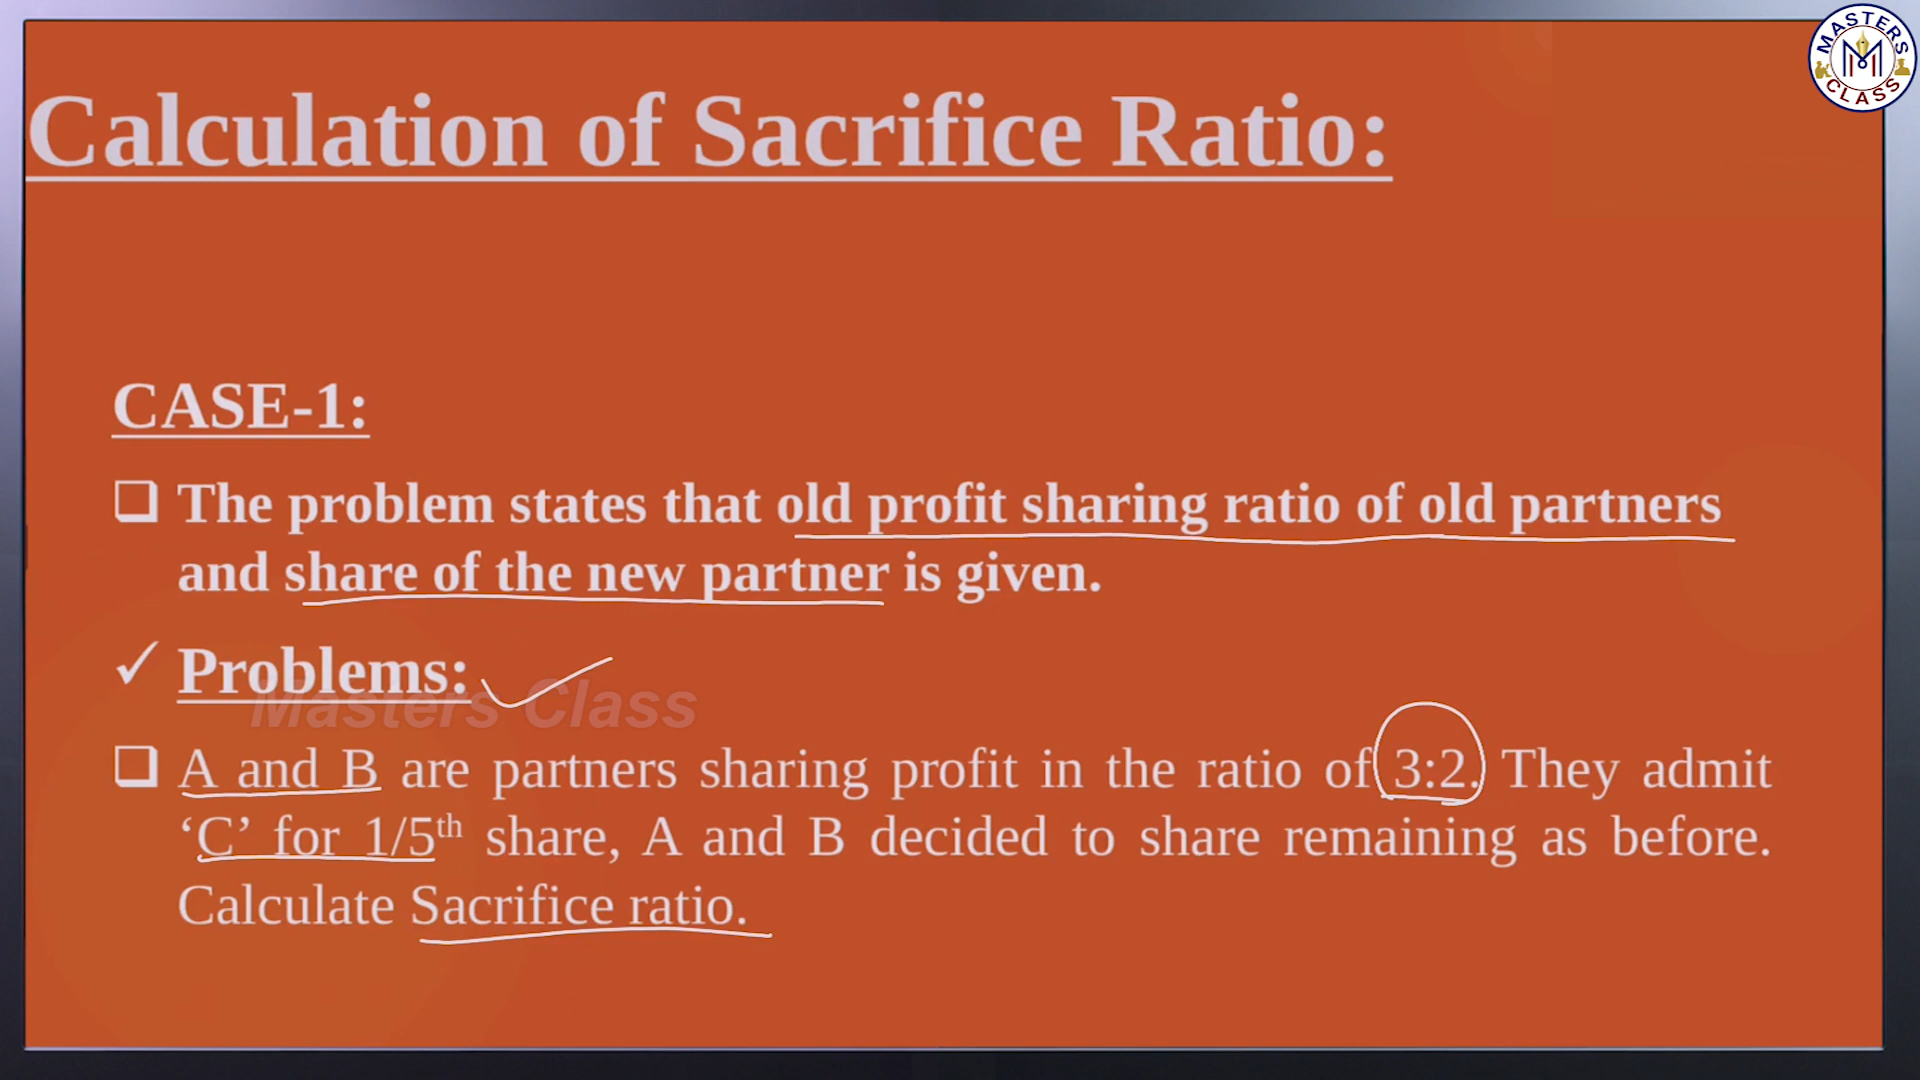 MASTERS
CLASS
Calculation of Sacrifice Ratio:
CASE-1:
❑ The problem states that old profit sharing ratio of old partners
and share of the new partner is given.
✓ Problems:
Masters Class
❑ A and B are partners sharing profit in the ratio of 3:2. They admit
‘C’ for 1/5th share, A and B decided to share remaining as before.
Calculate Sacrifice ratio.